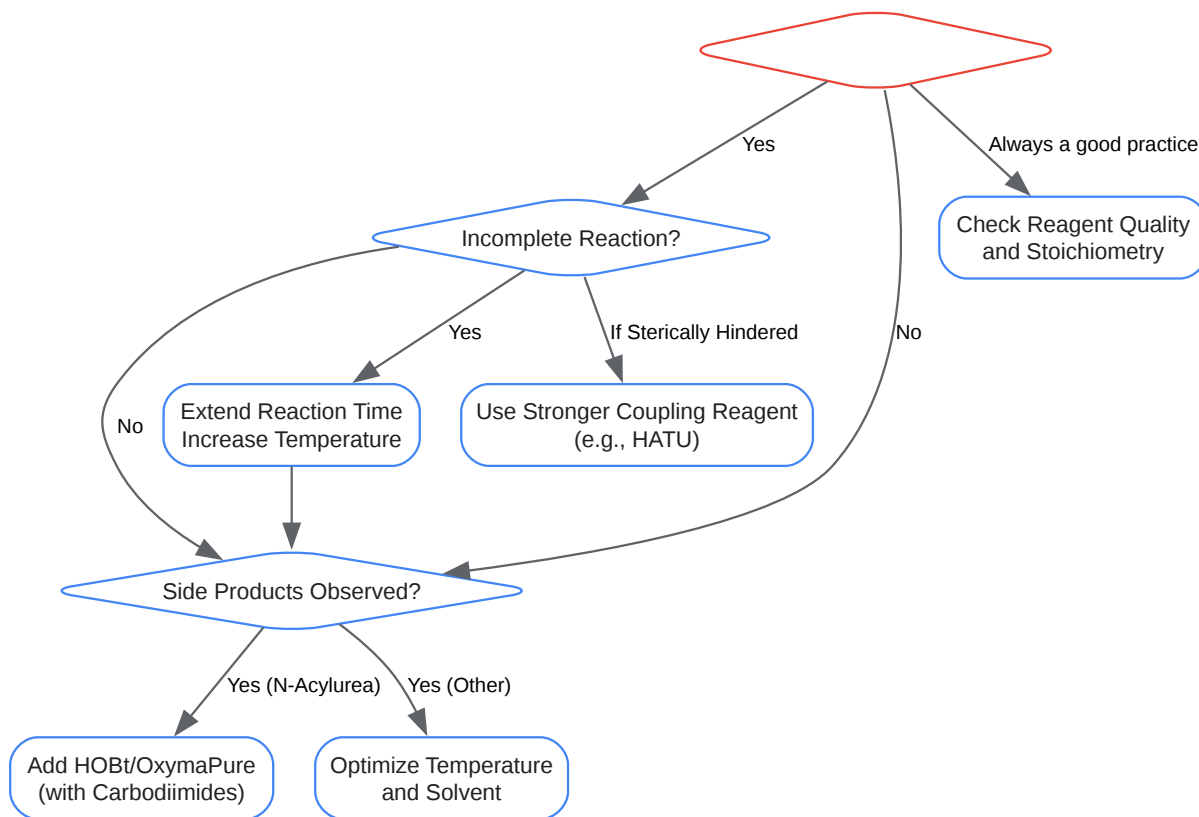 Yes
Always a good practice
Incomplete Reaction?
Check Reagent Quality
and Stoichiometry
Yes
If Sterically Hindered
No
No
Extend Reaction Time
Increase Temperature
Use Stronger Coupling Reagent
(e.g., HATU)
Side Products Observed?
Yes (N-Acylurea)
Yes (Other)
Add HOBt/OxymaPure
(with Carbodiimides)
Optimize Temperature
and Solvent